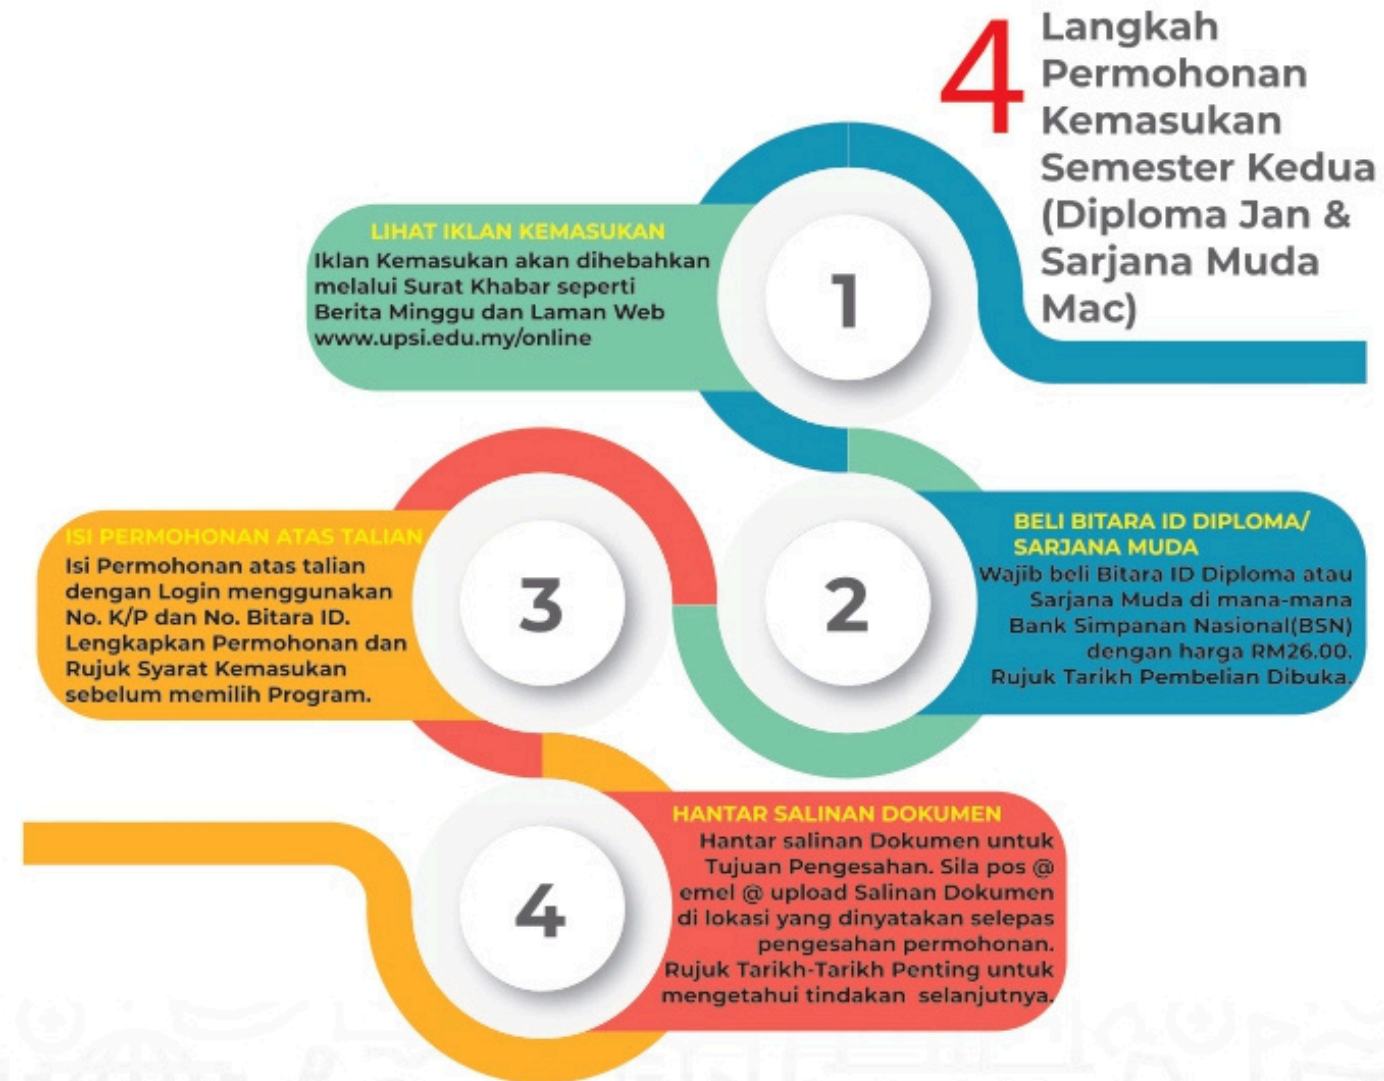 4
Langkah
Permohonan
Kemasukan
Semester Kedua
(Diploma Jan &
Sarjana Muda
Mac)
1
LIHAT IKLAN KEMASUKAN
Iklan Kemasukan akan dihebahkan
melalui Surat Khabar seperti
Berita Minggu dan Laman Web
www.upsi.edu.my/online
2
BELI BITARA ID DIPLOMA/
SARJANA MUDA
Wajib beli Bitara ID Diploma atau
Sarjana Muda di mana-mana
Bank Simpanan Nasional(BSN)
dengan harga RM26.00.
Rujuk Tarikh Pembelian Dibuka.
3
ISI PERMOHONAN ATAS TALIAN
Isi Permohonan atas talian
dengan Login menggunakan
No. K/P dan No. Bitara ID.
Lengkapkan Permohonan dan
Rujuk Syarat Kemasukan
sebelum memilih Program.
4
HANTAR SALINAN DOKUMEN
Hantar salinan Dokumen untuk
Tujuan Pengesahan. Sila pos @
emel @ upload Salinan Dokumen
di lokasi yang dinyatakan selepas
pengesahan permohonan.
Rujuk Tarikh-Tarikh Penting untuk
mengetahui tindakan selanjutnya.